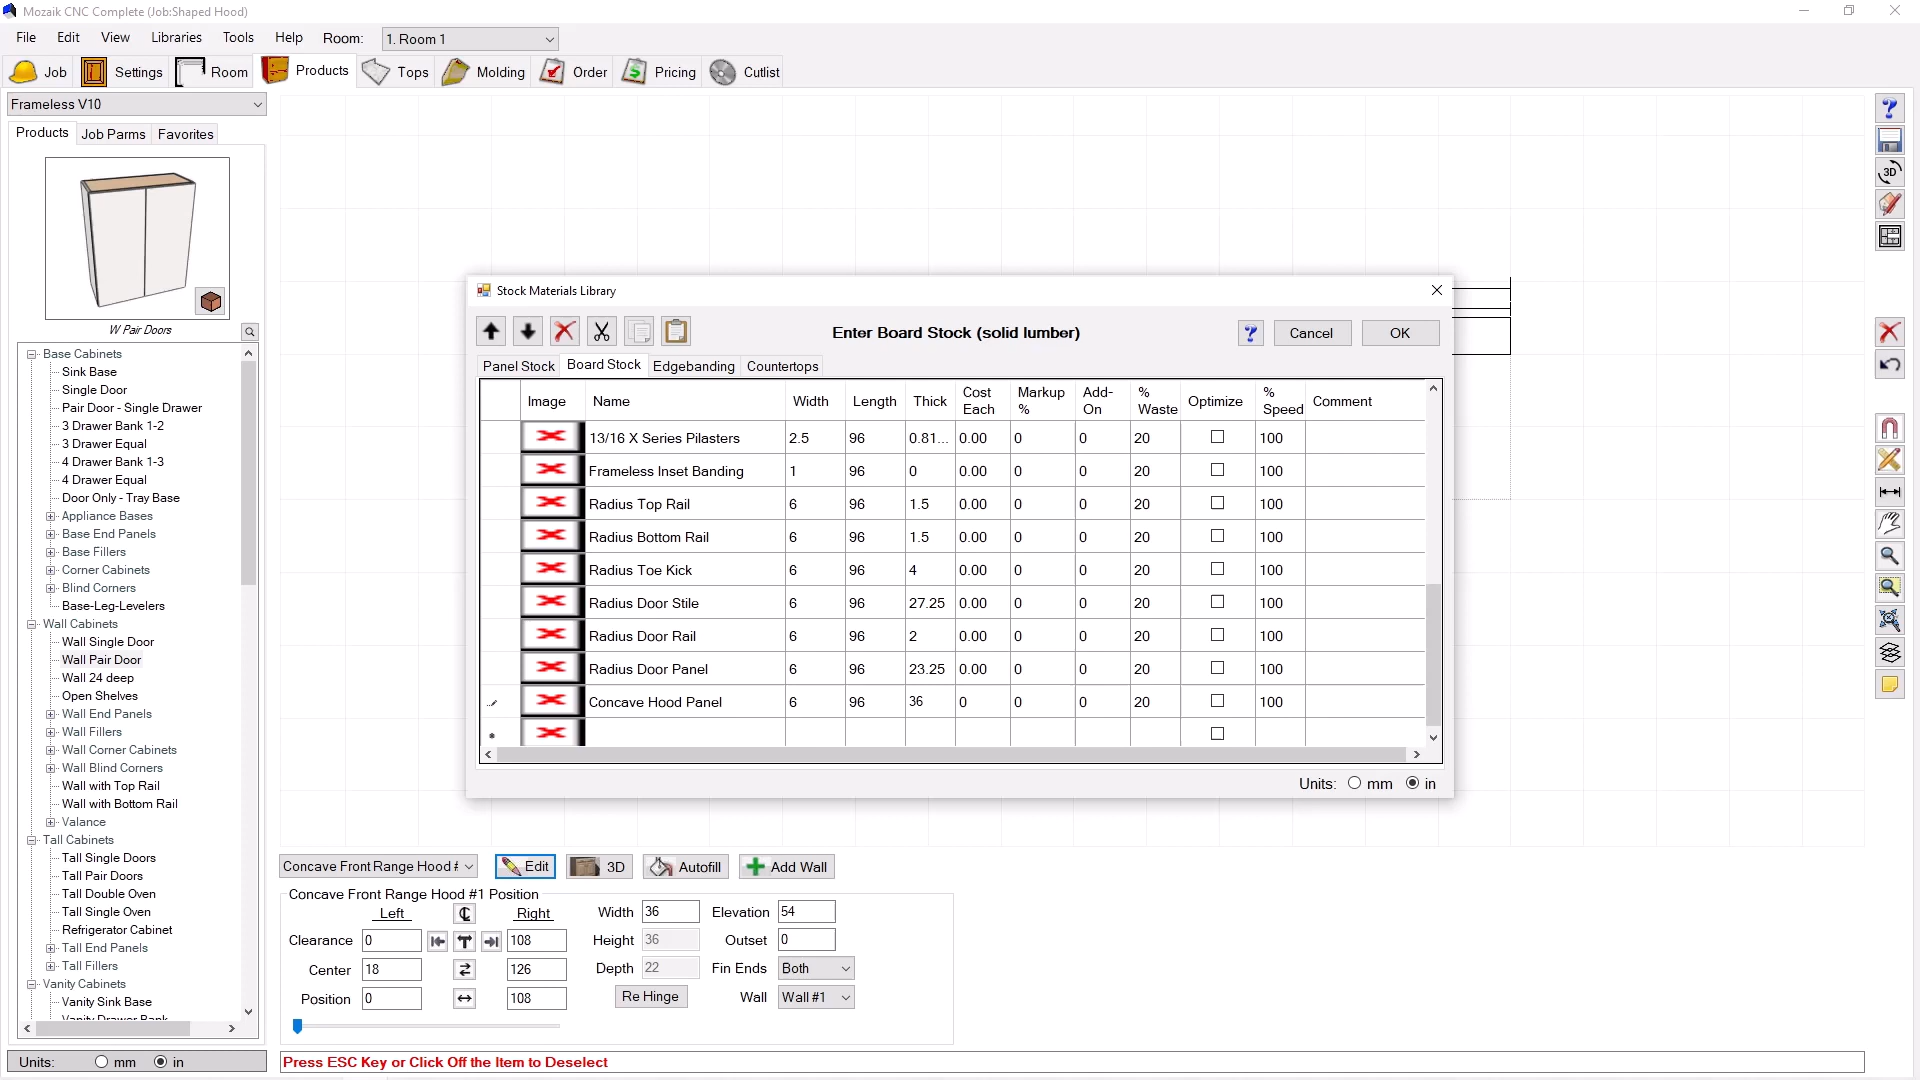 Mozaik CNC Complete (Job:Shaped Hood)
File Edit View Libraries Tools Help Room: 1. Room 1
Job Settings Room Products Tops Molding Order Pricing Cutlist
Frameless V10
Products Job Parms Favorites
W Pair Doors
Base Cabinets
Sink Base
Single Door
Pair Door - Single Drawer
3 Drawer Bank 1-2
3 Drawer Equal
4 Drawer Bank 1-3
4 Drawer Equal
Door Only - Tray Base
Appliance Bases
Base End Panels
Base Fillers
Corner Cabinets
Blind Corners
Base-Leg-Levelers
Wall Cabinets
Wall Single Door
Wall Pair Door
Wall 24 deep
Open Shelves
Wall End Panels
Wall Fillers
Wall Corner Cabinets
Wall Blind Corners
Wall with Top Rail
Wall with Bottom Rail
Valance
Tall Cabinets
Tall Single Doors
Tall Pair Doors
Tall Double Oven
Tall Single Oven
Refrigerator Cabinet
Tall End Panels
Tall Fillers
Vanity Cabinets
Vanity Sink Base
Vanity Drawer Bank
Units: mm in
3D
Stock Materials Library
Enter Board Stock (solid lumber)
? Cancel OK
Panel Stock Board Stock Edgebanding Countertops
Image Name Width Length Thick Cost Each Markup % Add-On % Waste Optimize % Speed Comment
13/16 X Series Pilasters 2.5 96 0.81... 0.00 0 0 20 100
Frameless Inset Banding 1 96 0 0.00 0 0 20 100
Radius Top Rail 6 96 1.5 0.00 0 0 20 100
Radius Bottom Rail 6 96 1.5 0.00 0 0 20 100
Radius Toe Kick 6 96 4 0.00 0 0 20 100
Radius Door Stile 6 96 27.25 0.00 0 0 20 100
Radius Door Rail 6 96 2 0.00 0 0 20 100
Radius Door Panel 6 96 23.25 0.00 0 0 20 100
Concave Hood Panel 6 96 36 0 0 0 20 100
Units: mm in
Concave Front Range Hood # Edit 3D Autofill Add Wall
Concave Front Range Hood #1 Position
Left Right
Clearance 0 108
Center 18 126
Position 0 108
Width 36 Elevation 54
Height 36 Outset 0
Depth 22 Fin Ends Both
Re Hinge Wall Wall #1
Press ESC Key or Click Off the Item to Deselect